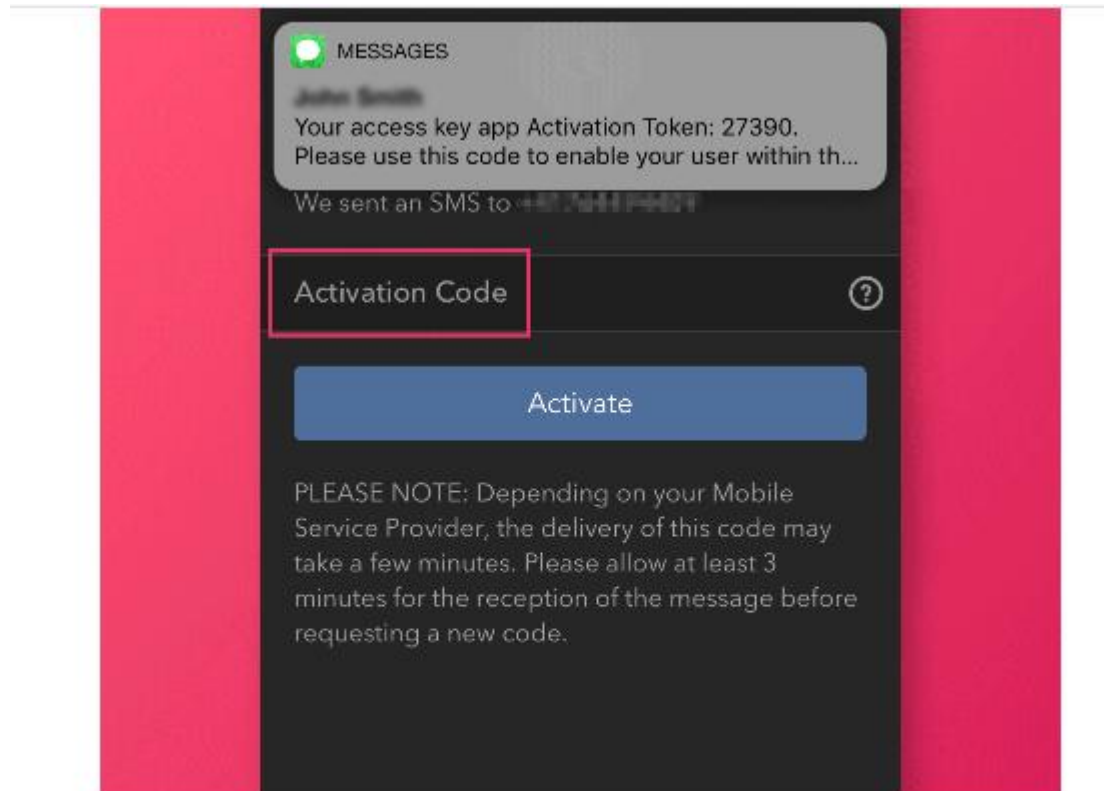 MESSAGES
John Smith
Your access key app Activation Token: 27390.
Please use this code to enable your user within th...
We sent an SMS to
Activation Code
?
Activate
PLEASE NOTE: Depending on your Mobile
Service Provider, the delivery of this code may
take a few minutes. Please allow at least 3
minutes for the reception of the message before
requesting a new code.